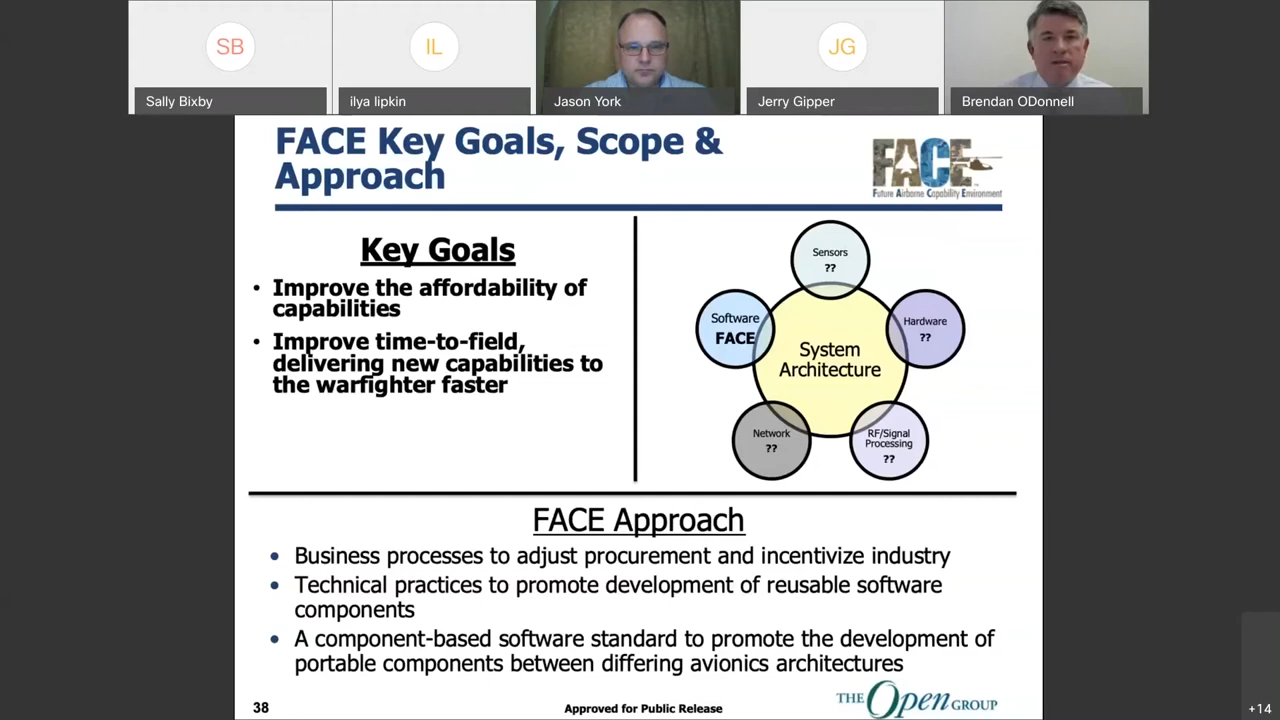 SB
IL
JG
Sally Bixby
ilya lipkin
Jason York
Jerry Gipper
Brendan ODonnell
FACE Key Goals, Scope &
Approach
FACE
Future Airborne Capability Environment
Key Goals
• Improve the affordability of
capabilities
• Improve time-to-field,
delivering new capabilities to
the warfighter faster
Sensors
??
Software
FACE
Hardware
??
System
Architecture
Network
??
RF/Signal
Processing
??
FACE Approach
• Business processes to adjust procurement and incentivize industry
• Technical practices to promote development of reusable software
components
• A component-based software standard to promote the development of
portable components between differing avionics architectures
38
Approved for Public Release
THE Open GROUP
+14